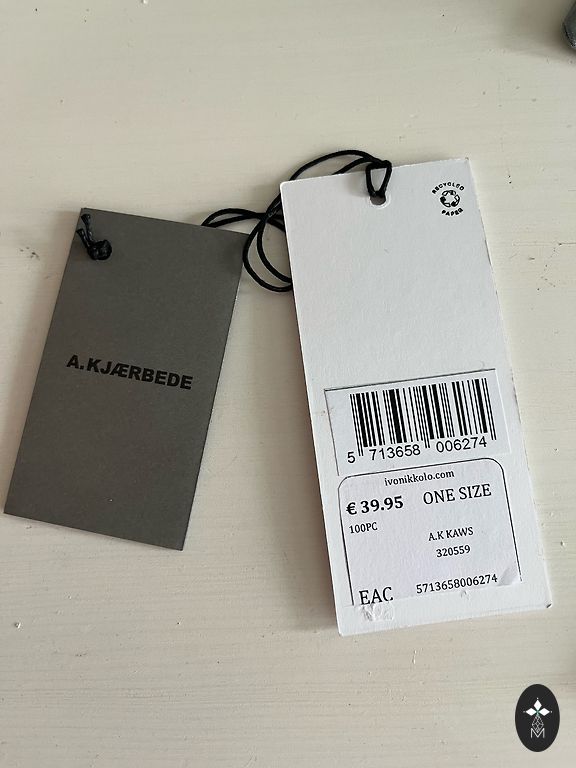 A.KJÆRBEDE
RECYCLED
PAPER
5 713658 006274
ivonikkolo.com
€ 39.95 ONE SIZE
100PC
A.K KAWS
320559
EAC 5713658006274
M